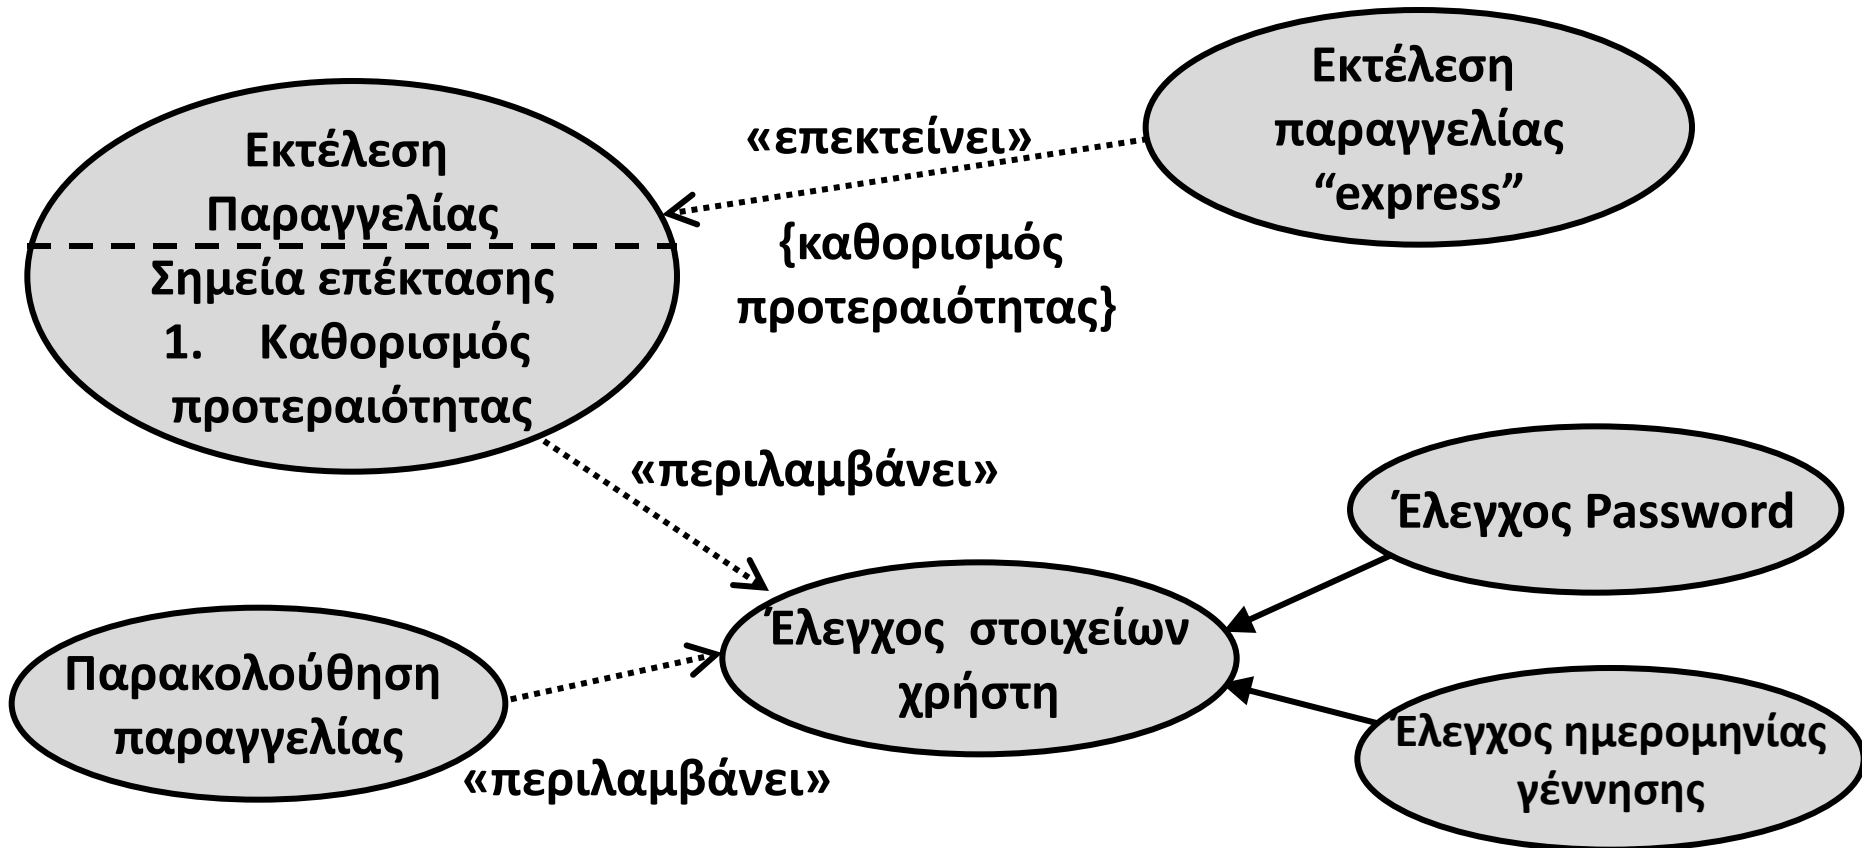 Εκτέλεση
Παραγγελίας
Σημεία επέκτασης
1. Καθορισμός
προτεραιότητας
«επεκτείνει»
{καθορισμός
προτεραιότητας}
Εκτέλεση
παραγγελίας
“express”
«περιλαμβάνει»
Έλεγχος Password
Έλεγχος στοιχείων
χρήστη
Παρακολούθηση
παραγγελίας
«περιλαμβάνει»
Έλεγχος ημερομηνίας
γέννησης